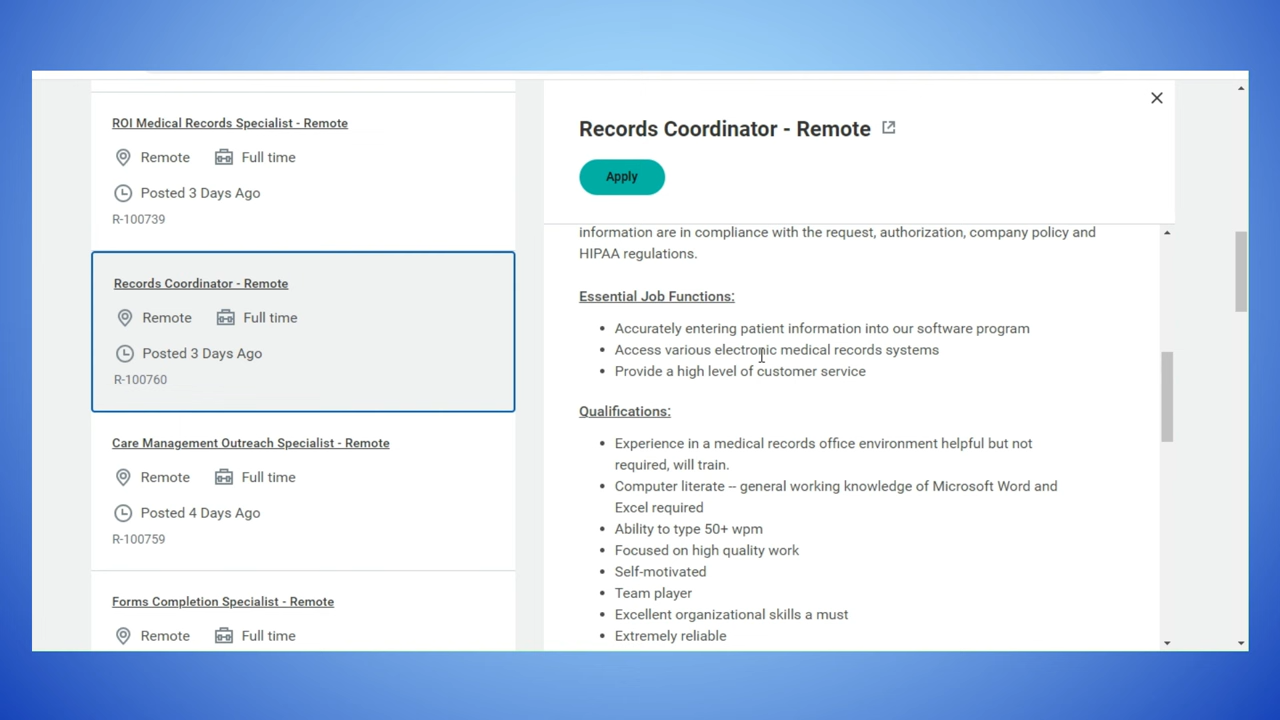 ROI Medical Records Specialist - Remote
Remote Full time
Posted 3 Days Ago
R-100739
Records Coordinator - Remote
Remote Full time
Posted 3 Days Ago
R-100760
Care Management Outreach Specialist - Remote
Remote Full time
Posted 4 Days Ago
R-100759
Forms Completion Specialist - Remote
Remote Full time
Records Coordinator - Remote
Apply
information are in compliance with the request, authorization, company policy and
HIPAA regulations.
Essential Job Functions:
• Accurately entering patient information into our software program
• Access various electronic medical records systems
• Provide a high level of customer service
Qualifications:
• Experience in a medical records office environment helpful but not
required, will train.
• Computer literate -- general working knowledge of Microsoft Word and
Excel required
• Ability to type 50+ wpm
• Focused on high quality work
• Self-motivated
• Team player
• Excellent organizational skills a must
• Extremely reliable